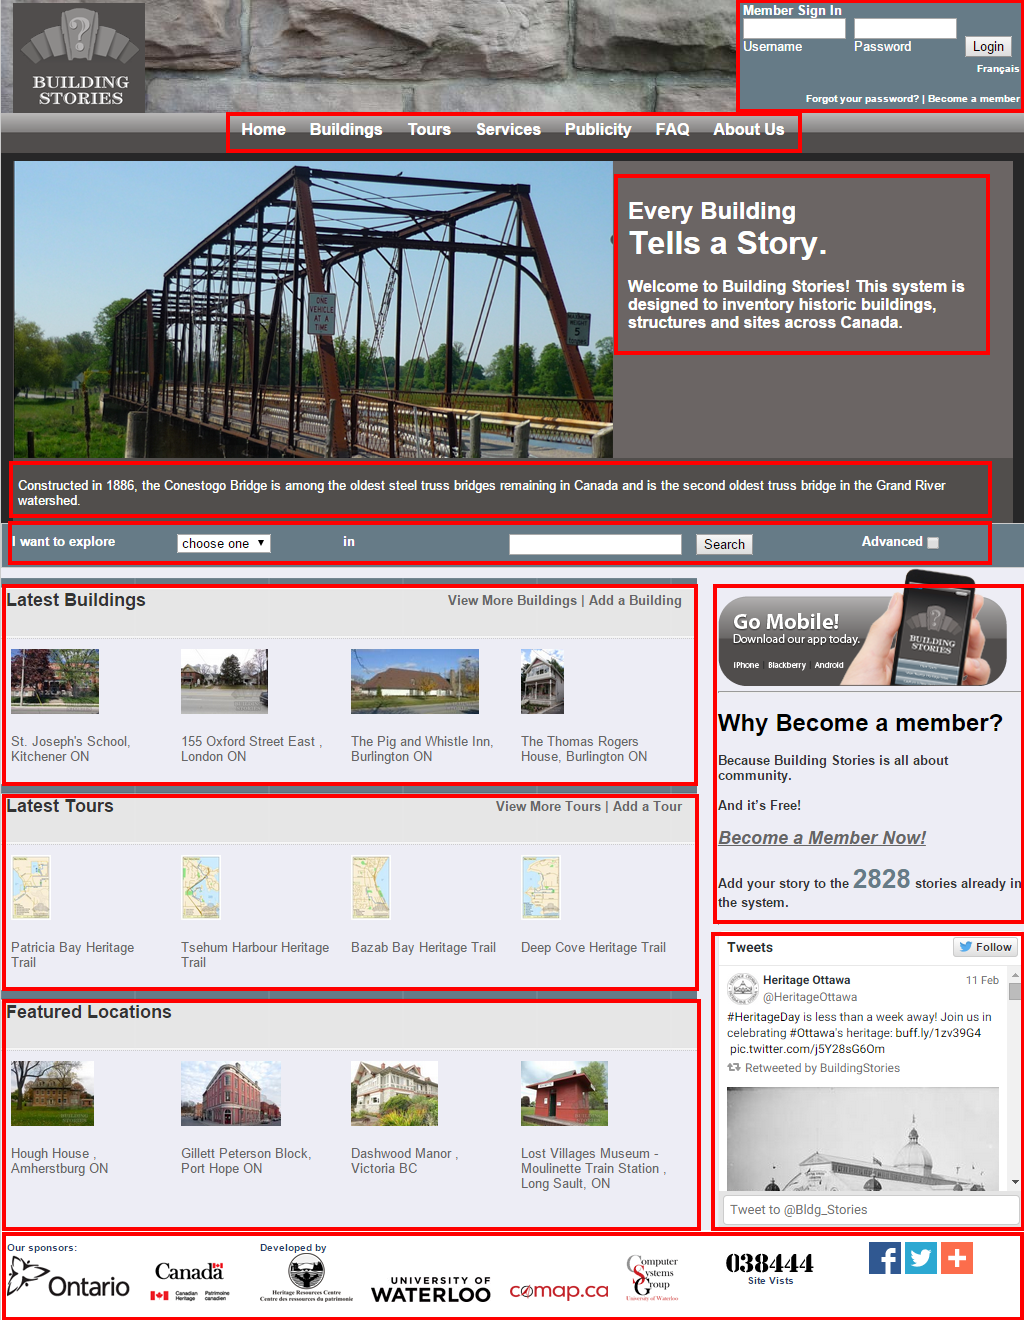 BUILDING
STORIES
Member Sign In
Username Password Login
Français
Forgot your password? | Become a member
Home Buildings Tours Services Publicity FAQ About Us
ONE
VEHICLE
AT A
TIME
MAXIMUM
WEIGHT
5
Every Building
Tells a Story.
Welcome to Building Stories! This system is
designed to inventory historic buildings,
structures and sites across Canada.
Constructed in 1886, the Conestogo Bridge is among the oldest steel truss bridges remaining in Canada and is the second oldest truss bridge in the Grand River
watershed.
I want to explore choose one in Search Advanced
Latest Buildings View More Buildings | Add a Building
St. Joseph's School,
Kitchener ON
155 Oxford Street East ,
London ON
The Pig and Whistle Inn,
Burlington ON
The Thomas Rogers
House, Burlington ON
Latest Tours View More Tours | Add a Tour
Patricia Bay Heritage
Trail
Tsehum Harbour Heritage
Trail
Bazab Bay Heritage Trail
Deep Cove Heritage Trail
Featured Locations
Hough House ,
Amherstburg ON
Gillett Peterson Block,
Port Hope ON
Dashwood Manor ,
Victoria BC
Lost Villages Museum -
Moulinette Train Station ,
Long Sault, ON
Go Mobile!
Download our app today.
iPhone | Blackberry | Android
BUILDING
STORIES
Why Become a member?
Because Building Stories is all about
community.
And it's Free!
Become a Member Now!
Add your story to the 2828 stories already in
the system.
Tweets Follow
Heritage Ottawa 11 Feb
@HeritageOttawa
#HeritageDay is less than a week away! Join us in
celebrating #Ottawa's heritage: buff.ly/1zv39G4
pic.twitter.com/j5Y28sG6Om
Retweeted by BuildingStories
Tweet to @Bldg_Stories
Our sponsors:
Ontario
Canada
Canadian
Heritage
Patrimoine
canadien
Developed by
Heritage Resources Centre
Centre des ressources du patrimoine
UNIVERSITY OF
WATERLOO
comap.ca
Computer
Systems
Group
University of Waterloo
038444
Site Vists